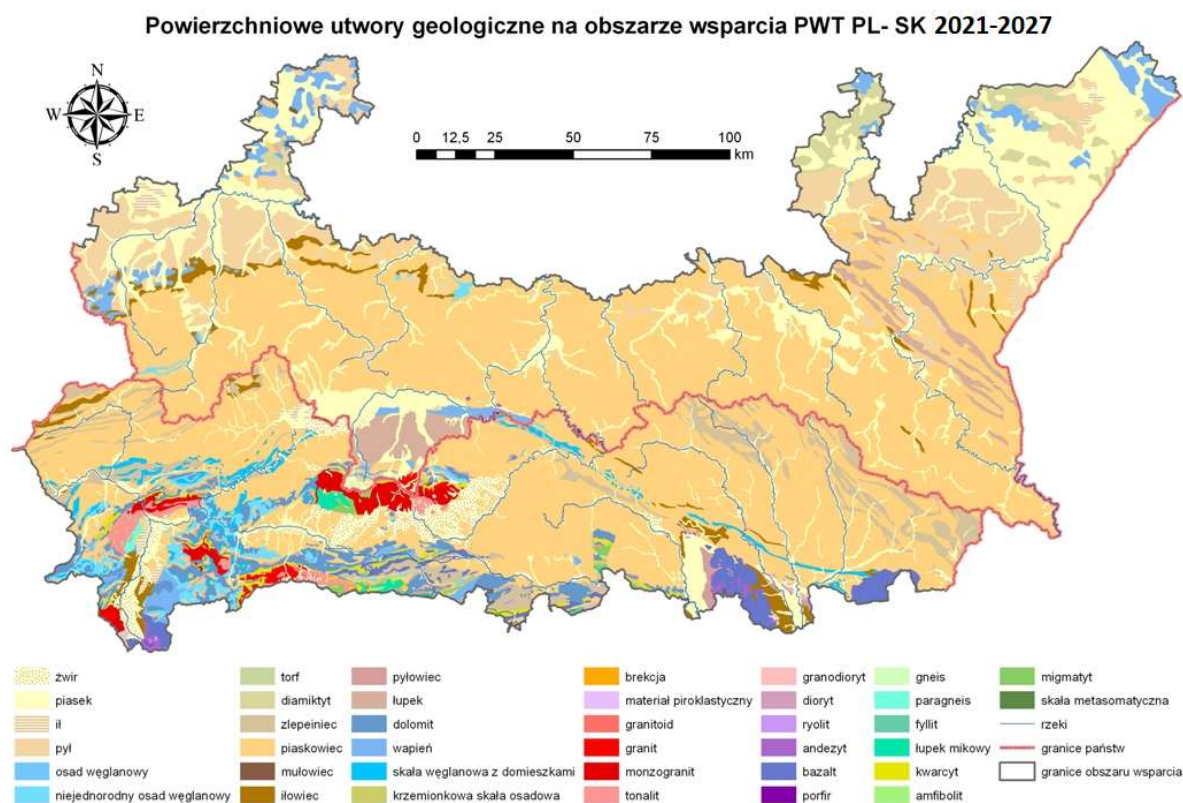 Powierzchniowe utwory geologiczne na obszarze wsparcia PWT PL- SK 2021-2027
N
W E
S
0 12,5 25 50 75 100
km
żwir
piasek
ił
pył
osad węglanowy
niejednorodny osad węglanowy
torf
diamiktyt
zlepeiniec
piaskowiec
mułowiec
iłowiec
pyłowiec
łupek
dolomit
wapień
skała węglanowa z domieszkami
krzemionkowa skała osadowa
brekcja
materiał piroklastyczny
granitoid
granit
monzogranit
tonalit
granodioryt
dioryt
ryolit
andezyt
bazalt
porfir
gneis
paragneis
fyllit
łupek mikowy
kwarcyt
amfibolit
migmatyt
skała metasomatyczna
rzeki
granice państw
granice obszaru wsparcia